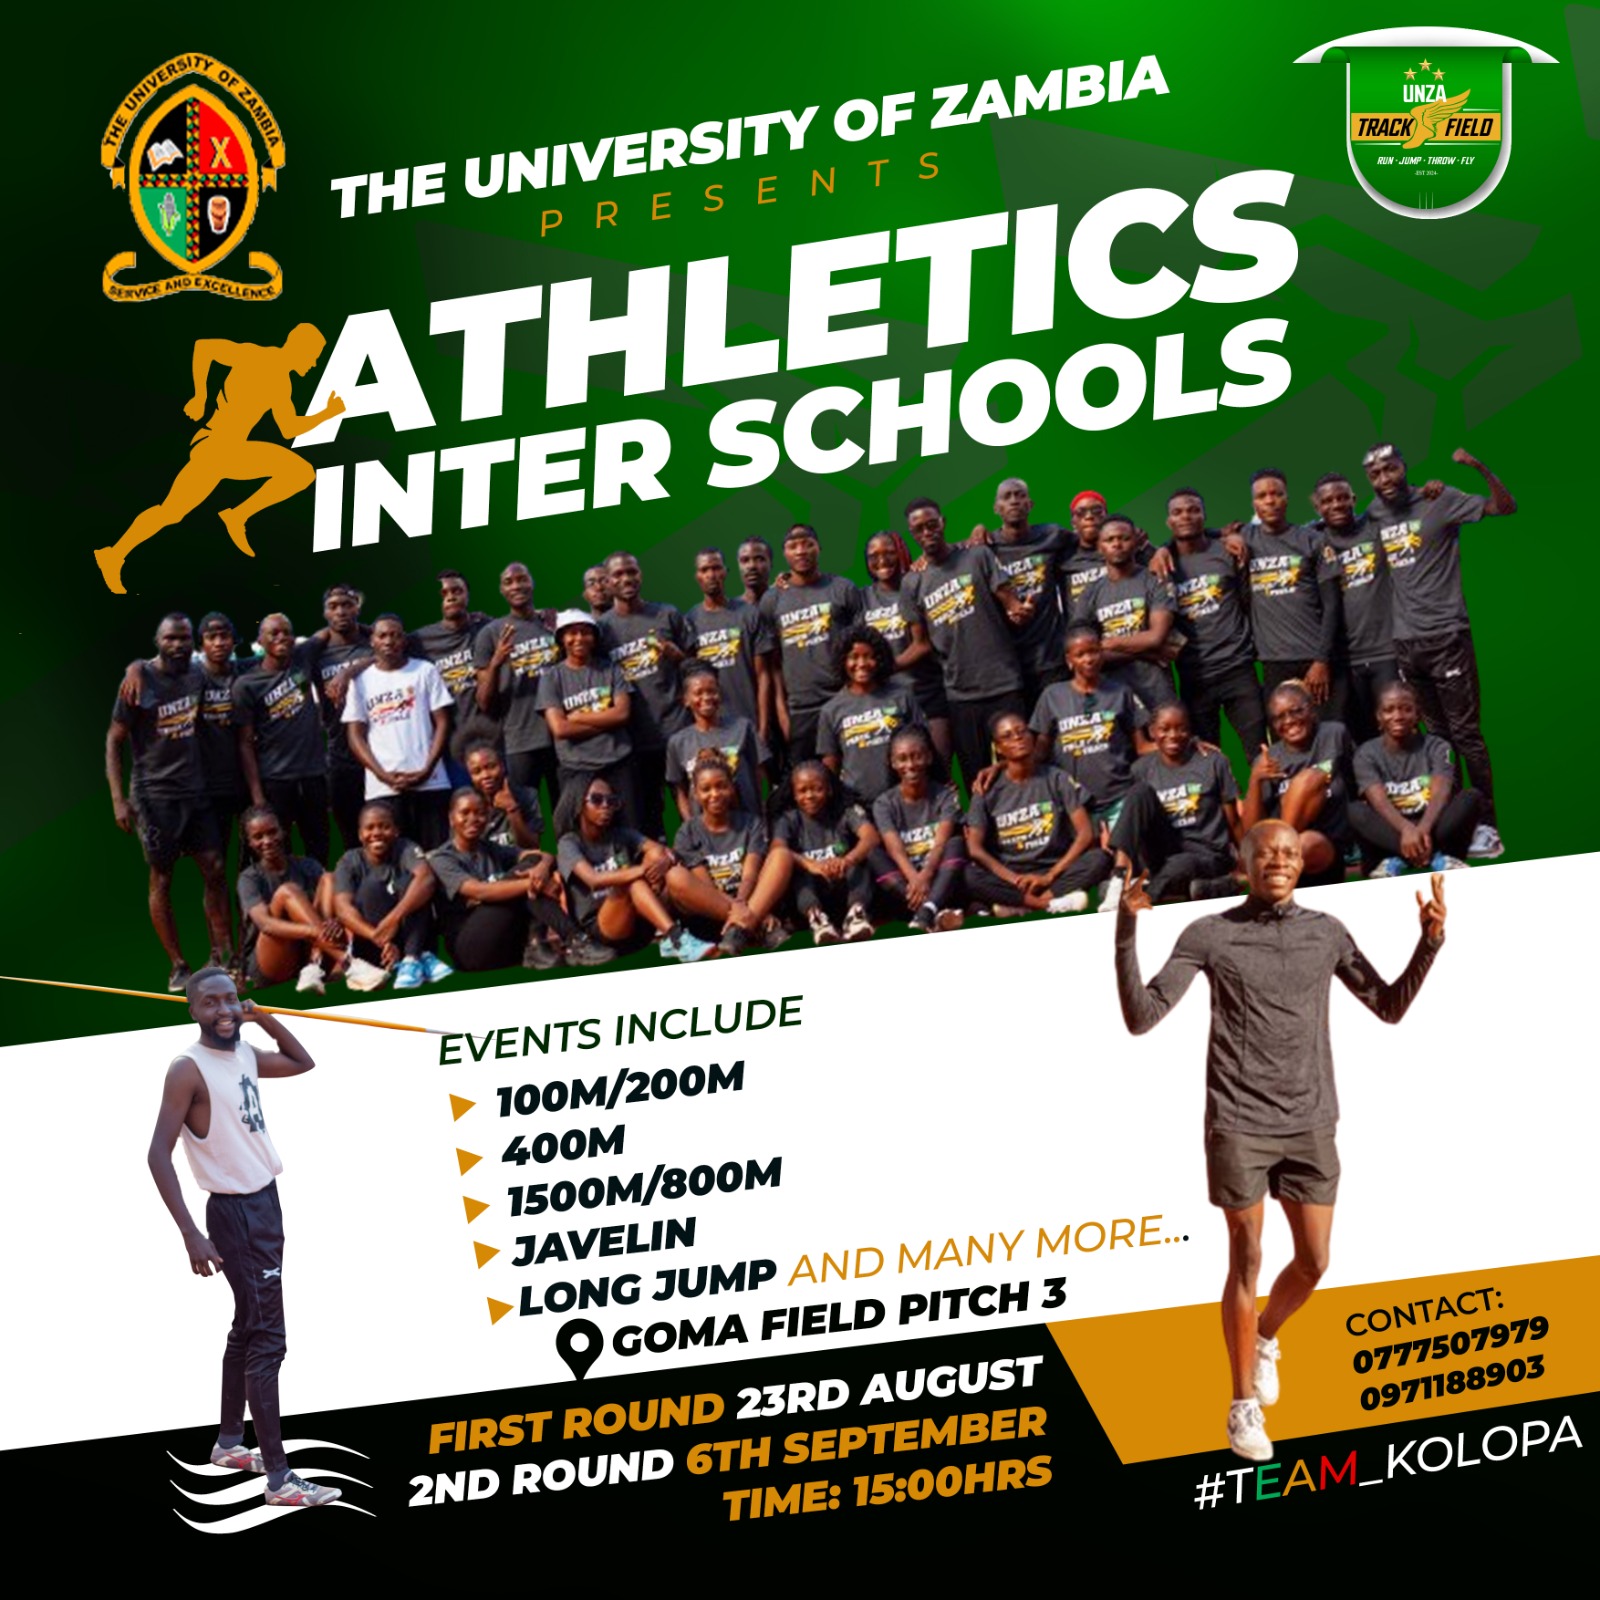 THE UNIVERSITY OF ZAMBIA
SERVICE AND EXCELLENCE
UNZA
TRACK FIELD
RUN · JUMP · THROW · FLY
THE UNIVERSITY OF ZAMBIA
PRESENTS
ATHLETICS
INTER SCHOOLS
EVENTS INCLUDE
100M/200M
400M
1500M/800M
JAVELIN
LONG JUMP AND MANY MORE...
GOMA FIELD PITCH 3
FIRST ROUND 23RD AUGUST
2ND ROUND 6TH SEPTEMBER
TIME: 15:00HRS
CONTACT:
0777507979
0971188903
#TEAM_KOLOPA